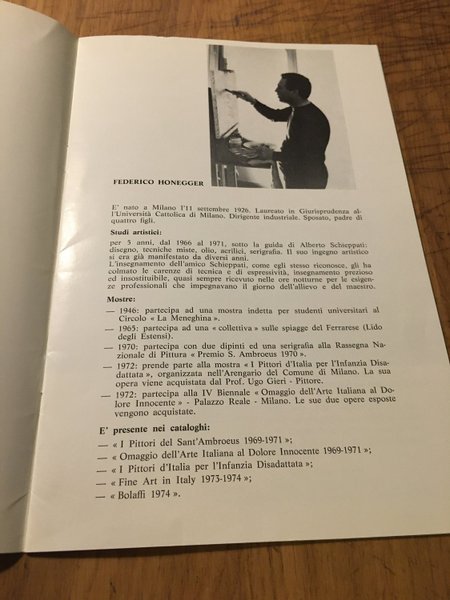 FEDERICO HONEGGER
E' nato a Milano l'11 settembre 1926. Laureato in Giurisprudenza al-
l'Università Cattolica di Milano. Dirigente industriale. Sposato, padre di
quattro figli.
Studi artistici:
per 5 anni, dal 1966 al 1971, sotto la guida di Alberto Schieppati:
disegno, tecniche miste, olio, acrilici, serigrafia. Il suo ingegno artistico
si era già manifestato da diversi anni.
L'insegnamento dell'amico Schieppati, come egli stesso riconosce, gli ha
colmato le carenze di tecnica e di espressività, insegnamento prezioso
ed insostituibile, quasi sempre ricevuto nelle ore notturne per le esigen-
ze professionali che impegnavano il giorno dell'allievo e del maestro.
Mostre:
— 1946: partecipa ad una mostra indetta per studenti universitari al
Circolo « La Meneghina ».
— 1965: partecipa ad una « collettiva » sulle spiagge del Ferrarese (Lido
degli Estensi).
— 1970: partecipa con due dipinti ed una serigrafia alla Rassegna Na-
zionale di Pittura « Premio S. Ambroeus 1970 ».
— 1972: prende parte alla mostra « I Pittori d'Italia per l'Infanzia Disa-
dattata », organizzata nell'Arengario del Comune di Milano. La sua
opera viene acquistata dal Prof. Ugo Gieri - Pittore.
— 1972: partecipa alla IV Biennale « Omaggio dell'Arte Italiana al Do-
lore Innocente » - Palazzo Reale - Milano. Le sue due opere esposte
vengono acquistate.
E' presente nei cataloghi:
— « I Pittori del Sant'Ambroeus 1969-1971 »;
— « Omaggio dell'Arte Italiana al Dolore Innocente 1969-1971 »;
— « I Pittori d'Italia per l'Infanzia Disadattata »;
— « Fine Art in Italy 1973-1974 »;
— « Bolaffi 1974 ».